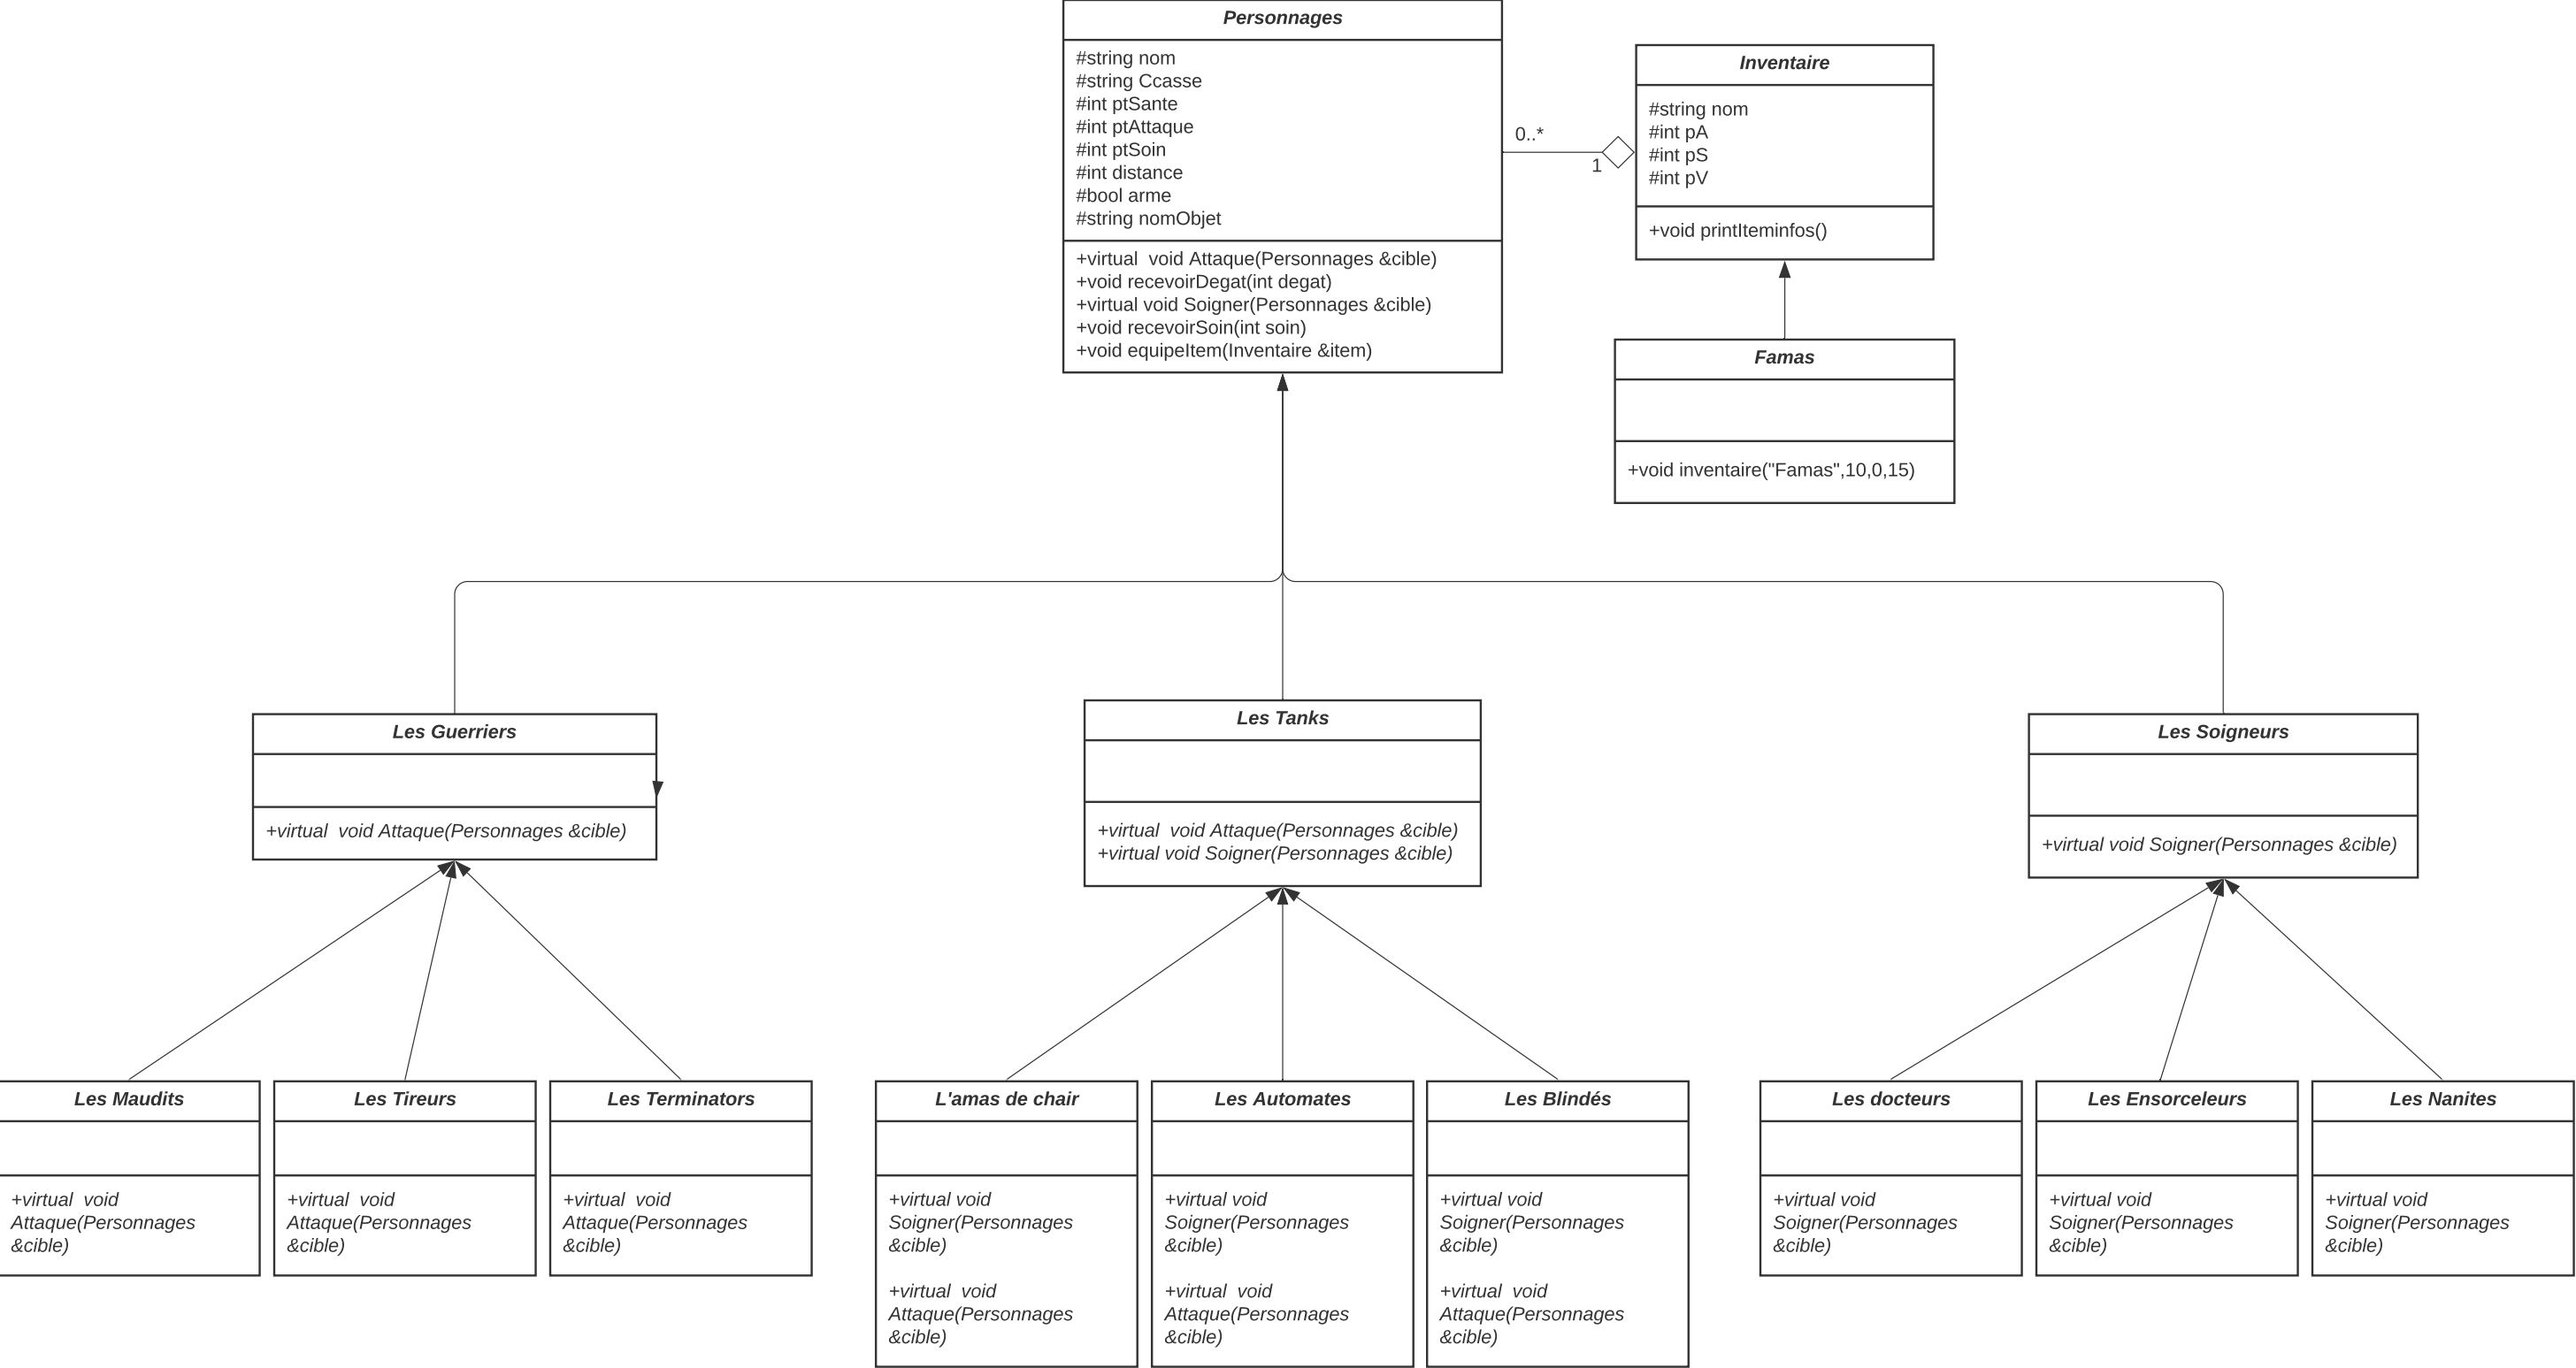 Personnages
#string nom
#string Ccasse
#int ptSante
#int ptAttaque
#int ptSoin
#int distance
#bool arme
#string nomObjet
+virtual  void Attaque(Personnages &cible)
+void recevoirDegat(int degat)
+virtual void Soigner(Personnages &cible)
+void recevoirSoin(int soin)
+void equipeItem(Inventaire &item)
0..*
1
Inventaire
#string nom
#int pA
#int pS
#int pV
+void printIteminfos()
Famas
+void inventaire("Famas",10,0,15)
Les Guerriers
+virtual  void Attaque(Personnages &cible)
Les Tanks
+virtual  void Attaque(Personnages &cible)
+virtual void Soigner(Personnages &cible)
Les Soigneurs
+virtual void Soigner(Personnages &cible)
Les Maudits
+virtual  void
Attaque(Personnages
&cible)
Les Tireurs
+virtual  void
Attaque(Personnages
&cible)
Les Terminators
+virtual  void
Attaque(Personnages
&cible)
L'amas de chair
+virtual void
Soigner(Personnages
&cible)
+virtual  void
Attaque(Personnages
&cible)
Les Automates
+virtual void
Soigner(Personnages
&cible)
+virtual  void
Attaque(Personnages
&cible)
Les Blindés
+virtual void
Soigner(Personnages
&cible)
+virtual  void
Attaque(Personnages
&cible)
Les docteurs
+virtual void
Soigner(Personnages
&cible)
Les Ensorceleurs
+virtual void
Soigner(Personnages
&cible)
Les Nanites
+virtual void
Soigner(Personnages
&cible)